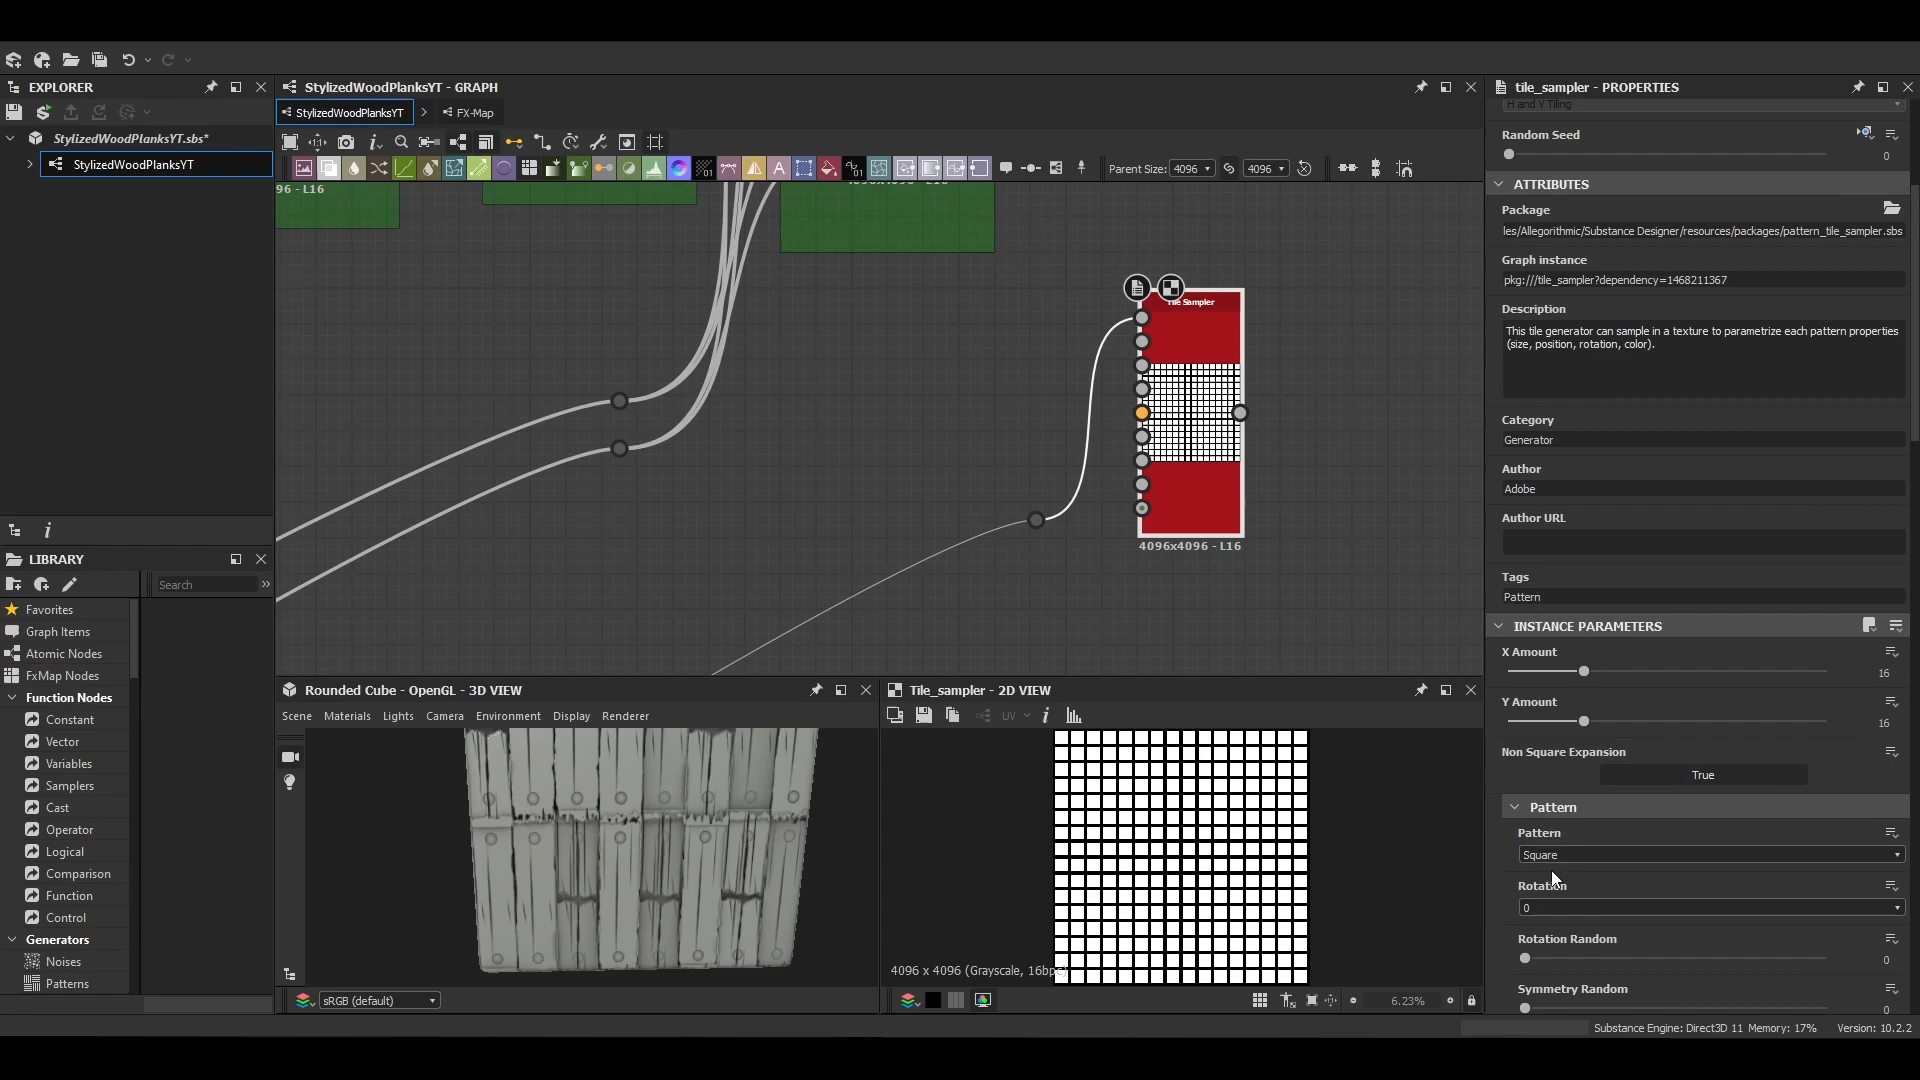 EXPLORER
StylizedWoodPlanksYT.sbs*
StylizedWoodPlanksYT
StylizedWoodPlanksYT - GRAPH
StylizedWoodPlanksYT
FX-Map
Parent Size: 4096 4096
96 - L16
Tile Sampler
4096x4096 - L16
LIBRARY
Search
Favorites
Graph Items
Atomic Nodes
FxMap Nodes
Function Nodes
Constant
Vector
Variables
Samplers
Cast
Operator
Logical
Comparison
Function
Control
Generators
Noises
Patterns
Rounded Cube - OpenGL - 3D VIEW
Scene Materials Lights Camera Environment Display Renderer
sRGB (default)
Tile_sampler - 2D VIEW
UV
4096 x 4096 (Grayscale, 16bpc)
6.23%
tile_sampler - PROPERTIES
H and V Tiling
Random Seed
0
ATTRIBUTES
Package
les/Allegorithmic/Substance Designer/resources/packages/pattern_tile_sampler.sbs
Graph instance
pkg:///tile_sampler?dependency=1468211367
Description
This tile generator can sample in a texture to parametrize each pattern properties
(size, position, rotation, color).
Category
Generator
Author
Adobe
Author URL
Tags
Pattern
INSTANCE PARAMETERS
X Amount
16
Y Amount
16
Non Square Expansion
True
Pattern
Pattern
Square
Rotation
0
Rotation Random
0
Symmetry Random
0
Substance Engine: Direct3D 11 Memory: 17% Version: 10.2.2